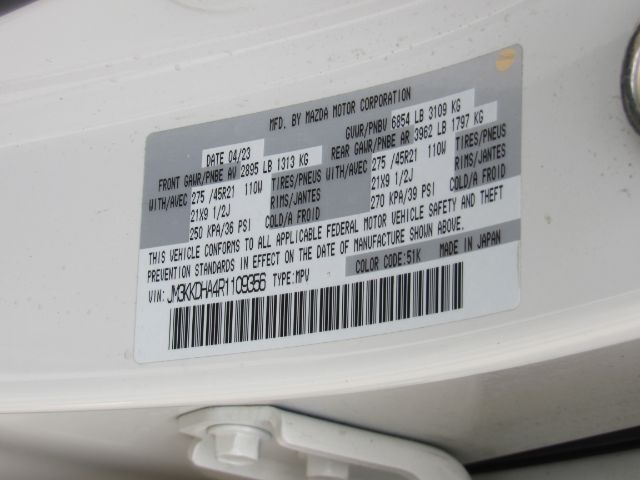 MFD. BY MAZDA MOTOR CORPORATION
DATE 04/23 GVWR/PNBV 6854 LB 3109 KG
FRONT GAWR/PNBE AV 2895 LB 1313 KG REAR GAWR/PNBE AR 3962 LB 1797 KG
WITH/AVEC 275 /45R21 110W TIRES/PNEUS WITH/AVEC 275 /45R21 110W TIRES/PNEUS
21X9 1/2J RIMS/JANTES 21X9 1/2J RIMS/JANTES
250 KPA/36 PSI COLD/A FROID 270 KPA/39 PSI COLD/A FROID
THIS VEHICLE CONFORMS TO ALL APPLICABLE FEDERAL MOTOR VEHICLE SAFETY AND THEFT
PREVENTION STANDARDS IN EFFECT ON THE DATE OF MANUFACTURE SHOWN ABOVE.
COLOR CODE:51K MADE IN JAPAN
VIN: JM3KKDHA4R1109356 TYPE:MPV